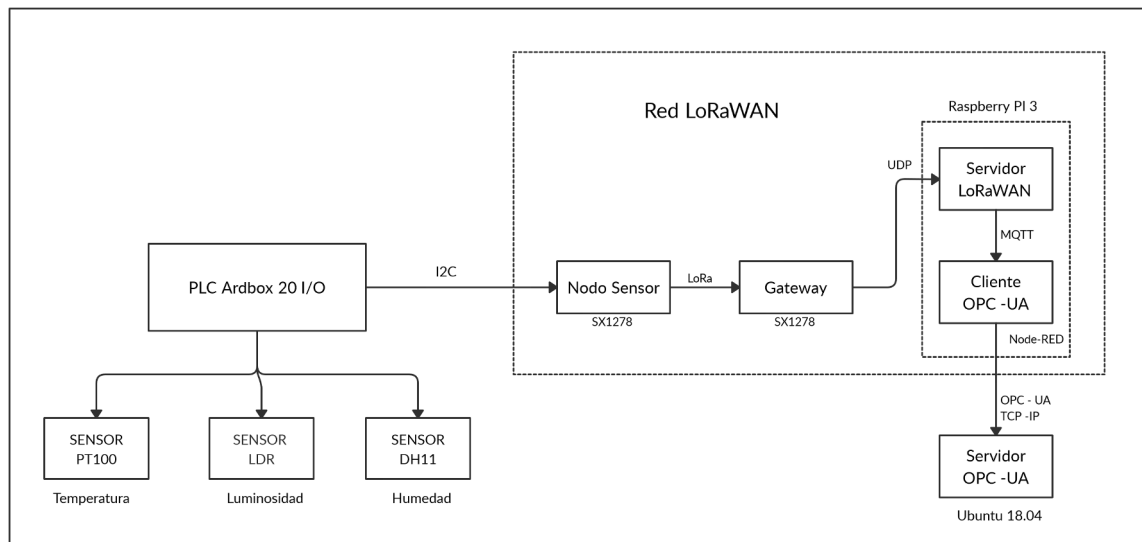 Red LoRaWAN
Raspberry PI 3
UDP
Servidor
LoRaWAN
MQTT
PLC Ardbox 20 I/O
I2C
Nodo Sensor
SX1278
LoRa
Gateway
SX1278
Cliente
OPC -UA
Node-RED
OPC - UA
TCP -IP
SENSOR
PT100
Temperatura
SENSOR
LDR
Luminosidad
SENSOR
DH11
Humedad
Servidor
OPC -UA
Ubuntu 18.04